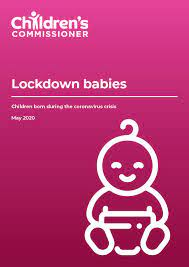 Children's
COMMISSIONER
Lockdown babies
Children born during the coronavirus crisis
May 2020